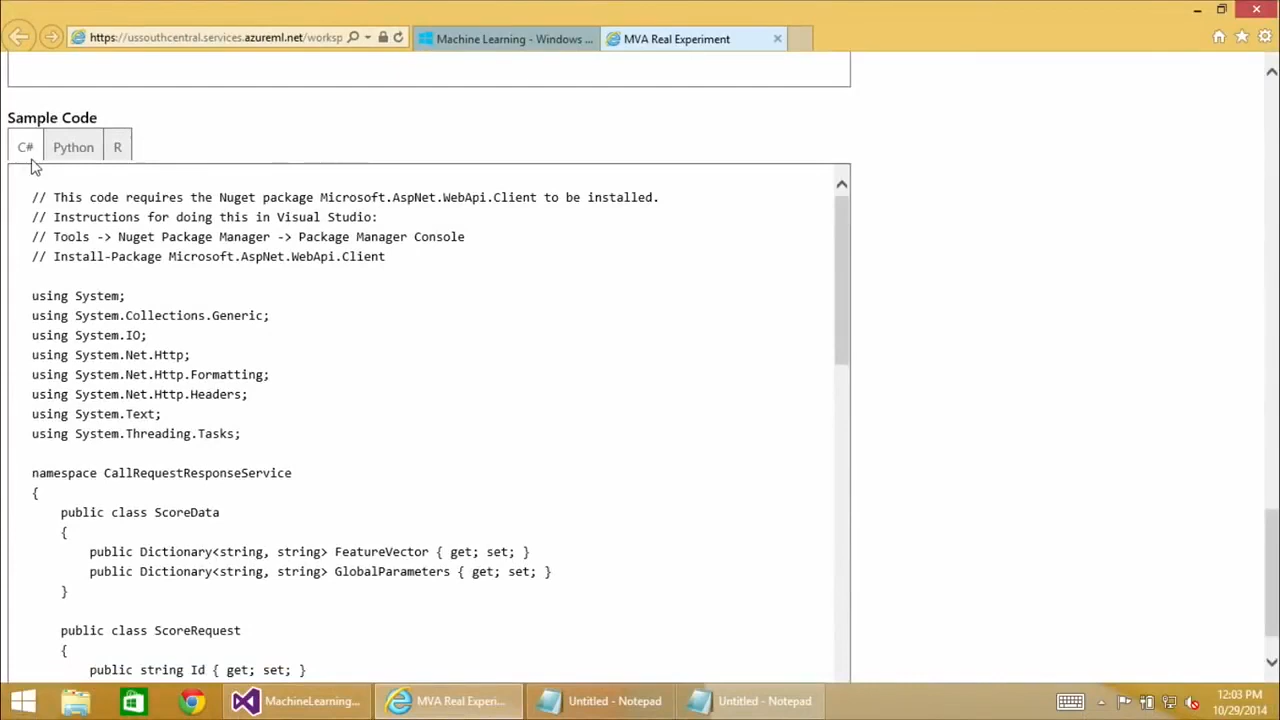 https://ussouthcentral.services.azureml.net/worksp
Machine Learning - Windows ...
MVA Real Experiment
Sample Code
C#
Python
R
// This code requires the Nuget package Microsoft.AspNet.WebApi.Client to be installed.
// Instructions for doing this in Visual Studio:
// Tools -> Nuget Package Manager -> Package Manager Console
// Install-Package Microsoft.AspNet.WebApi.Client
using System;
using System.Collections.Generic;
using System.IO;
using System.Net.Http;
using System.Net.Http.Formatting;
using System.Net.Http.Headers;
using System.Text;
using System.Threading.Tasks;
namespace CallRequestResponseService
{
public class ScoreData
{
public Dictionary<string, string> FeatureVector { get; set; }
public Dictionary<string, string> GlobalParameters { get; set; }
}
public class ScoreRequest
{
public string Id { get; set; }
MachineLearning...
MVA Real Experi...
Untitled - Notepad
Untitled - Notepad
12:03 PM
10/29/2014